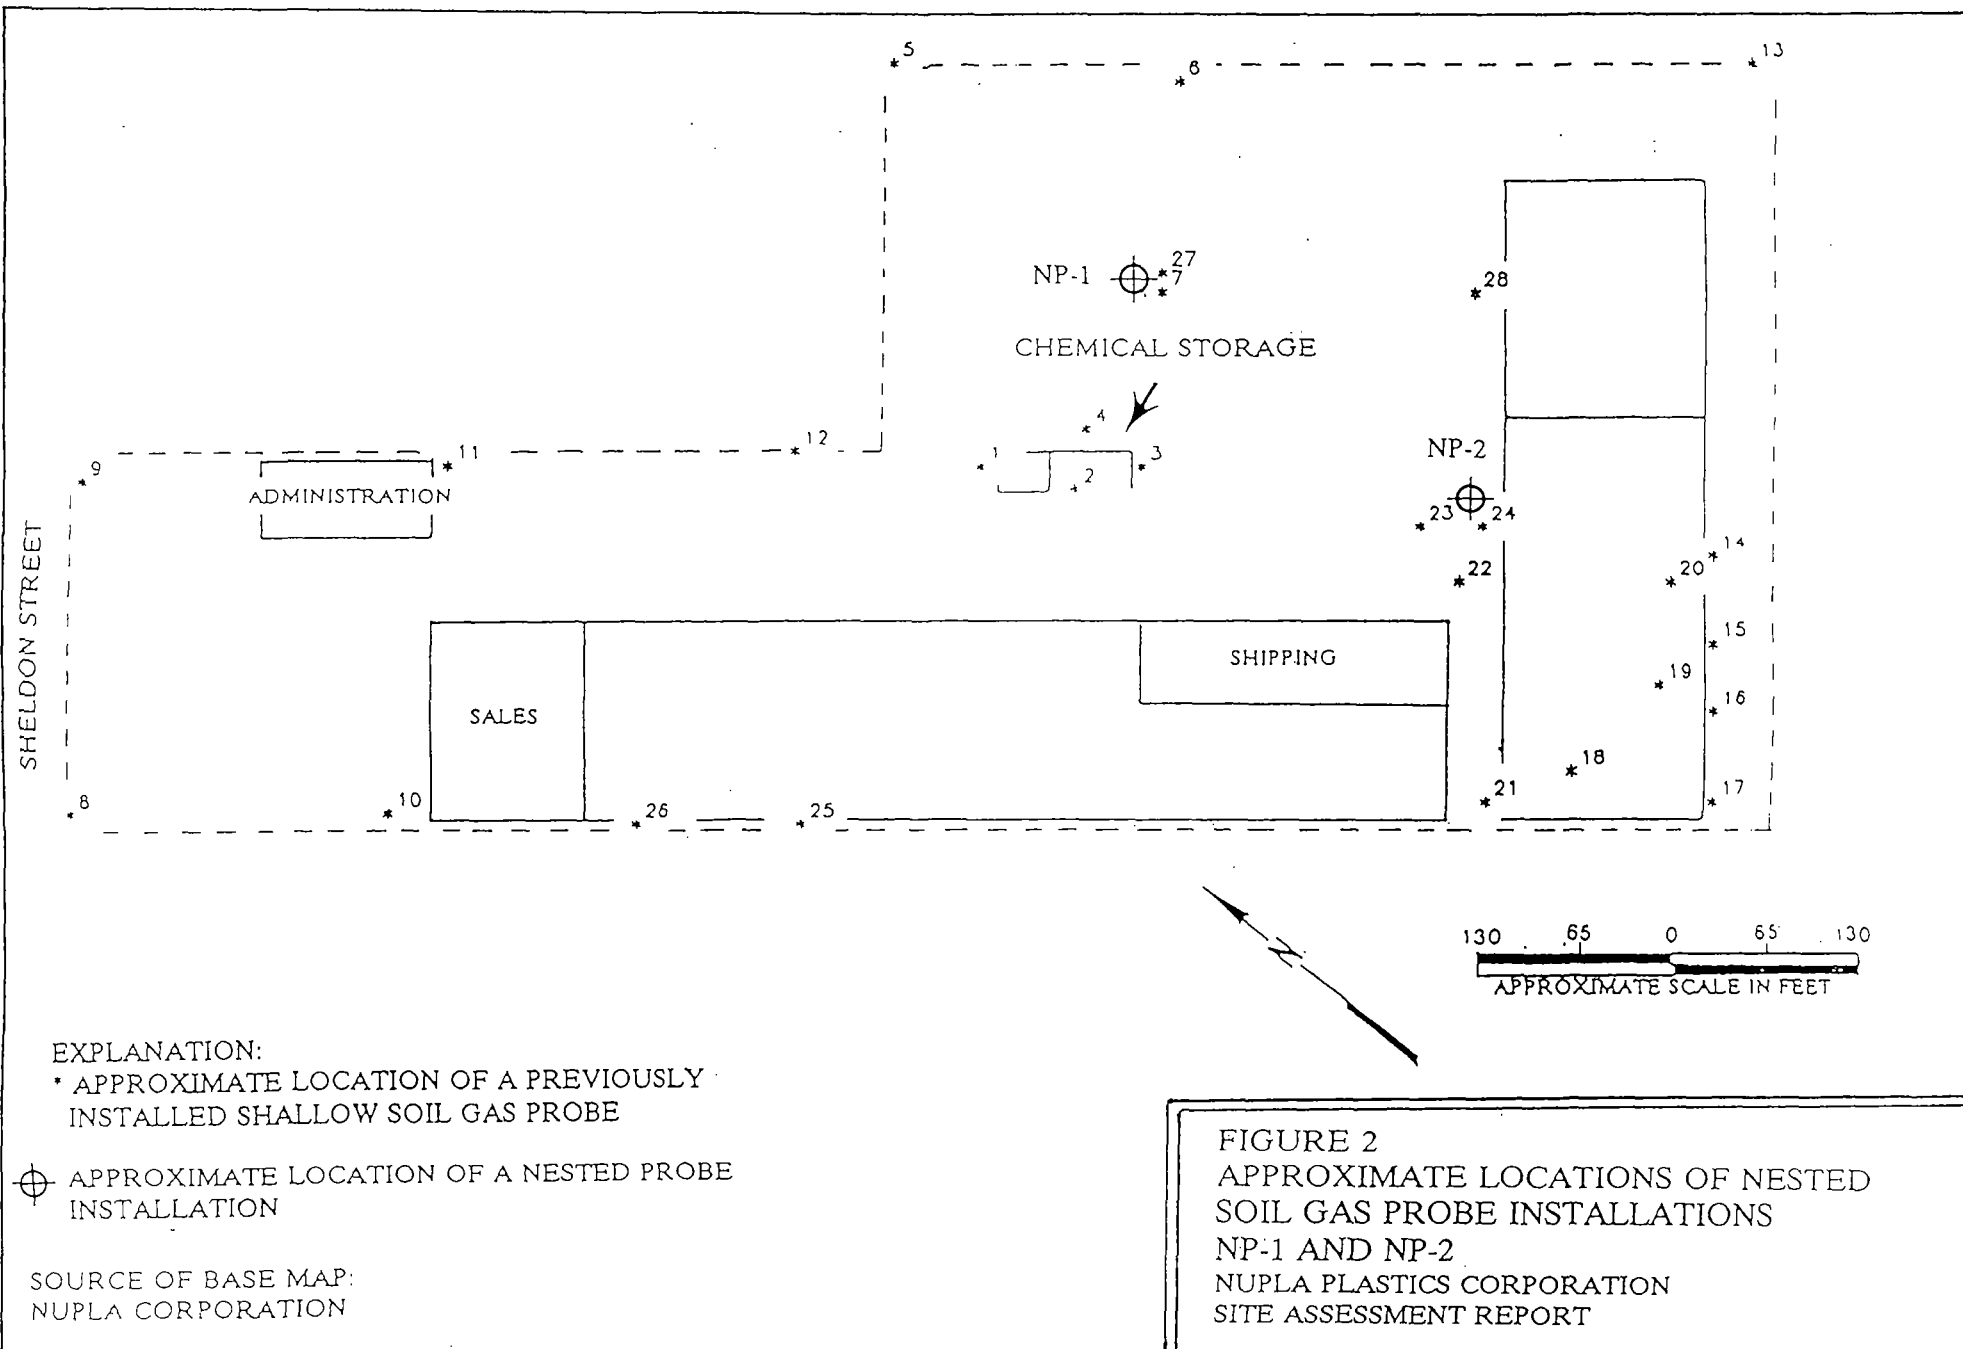 5
6
13
NP-1
27
7
28
CHEMICAL STORAGE
4
12
11
1
3
9
2
NP-2
ADMINISTRATION
23
24
14
22
20
SHELDON STREET
15
SHIPPING
19
16
SALES
18
21
17
8
10
26
25
N
130 65 0 65 130
APPROXIMATE SCALE IN FEET
EXPLANATION:
* APPROXIMATE LOCATION OF A PREVIOUSLY
INSTALLED SHALLOW SOIL GAS PROBE
APPROXIMATE LOCATION OF A NESTED PROBE
INSTALLATION
SOURCE OF BASE MAP:
NUPLA CORPORATION
FIGURE 2
APPROXIMATE LOCATIONS OF NESTED
SOIL GAS PROBE INSTALLATIONS
NP-1 AND NP-2
NUPLA PLASTICS CORPORATION
SITE ASSESSMENT REPORT